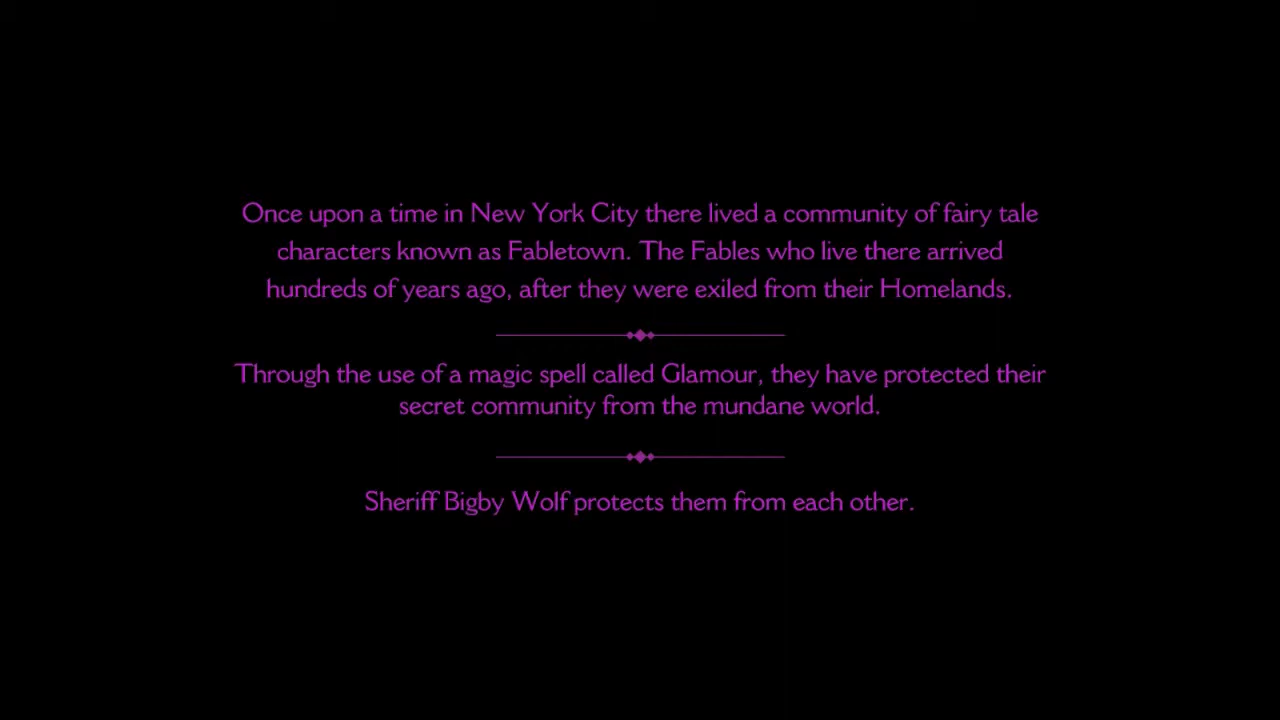 Once upon a time in New York City there lived a community of fairy tale
characters known as Fabletown. The Fables who live there arrived
hundreds of years ago, after they were exiled from their Homelands.
Through the use of a magic spell called Glamour, they have protected their
secret community from the mundane world.
Sheriff Bigby Wolf protects them from each other.